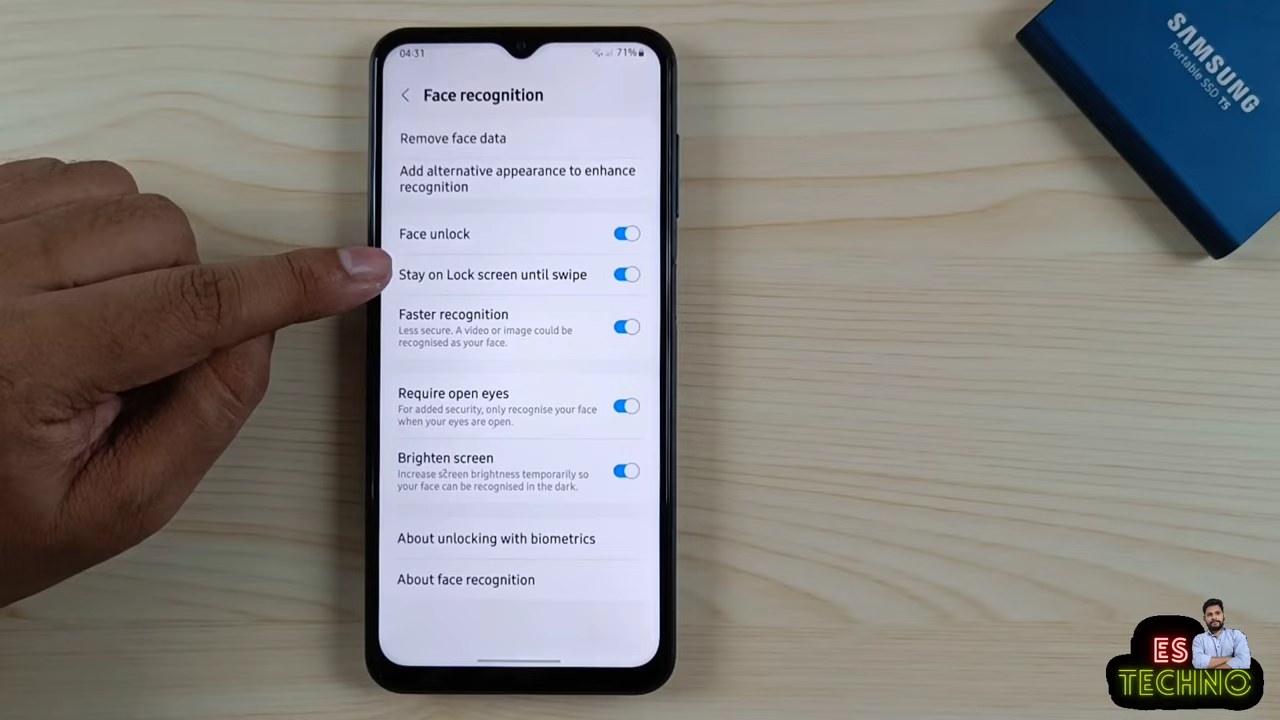 04:31
71%
Face recognition
Remove face data
Add alternative appearance to enhance
recognition
Face unlock
Stay on Lock screen until swipe
Faster recognition
Less secure. A video or image could be
recognised as your face.
Require open eyes
For added security, only recognise your face
when your eyes are open.
Brighten screen
Increase screen brightness temporarily so
your face can be recognised in the dark.
About unlocking with biometrics
About face recognition
SAMSUNG
Portable SSD T5
ES
TECHNO